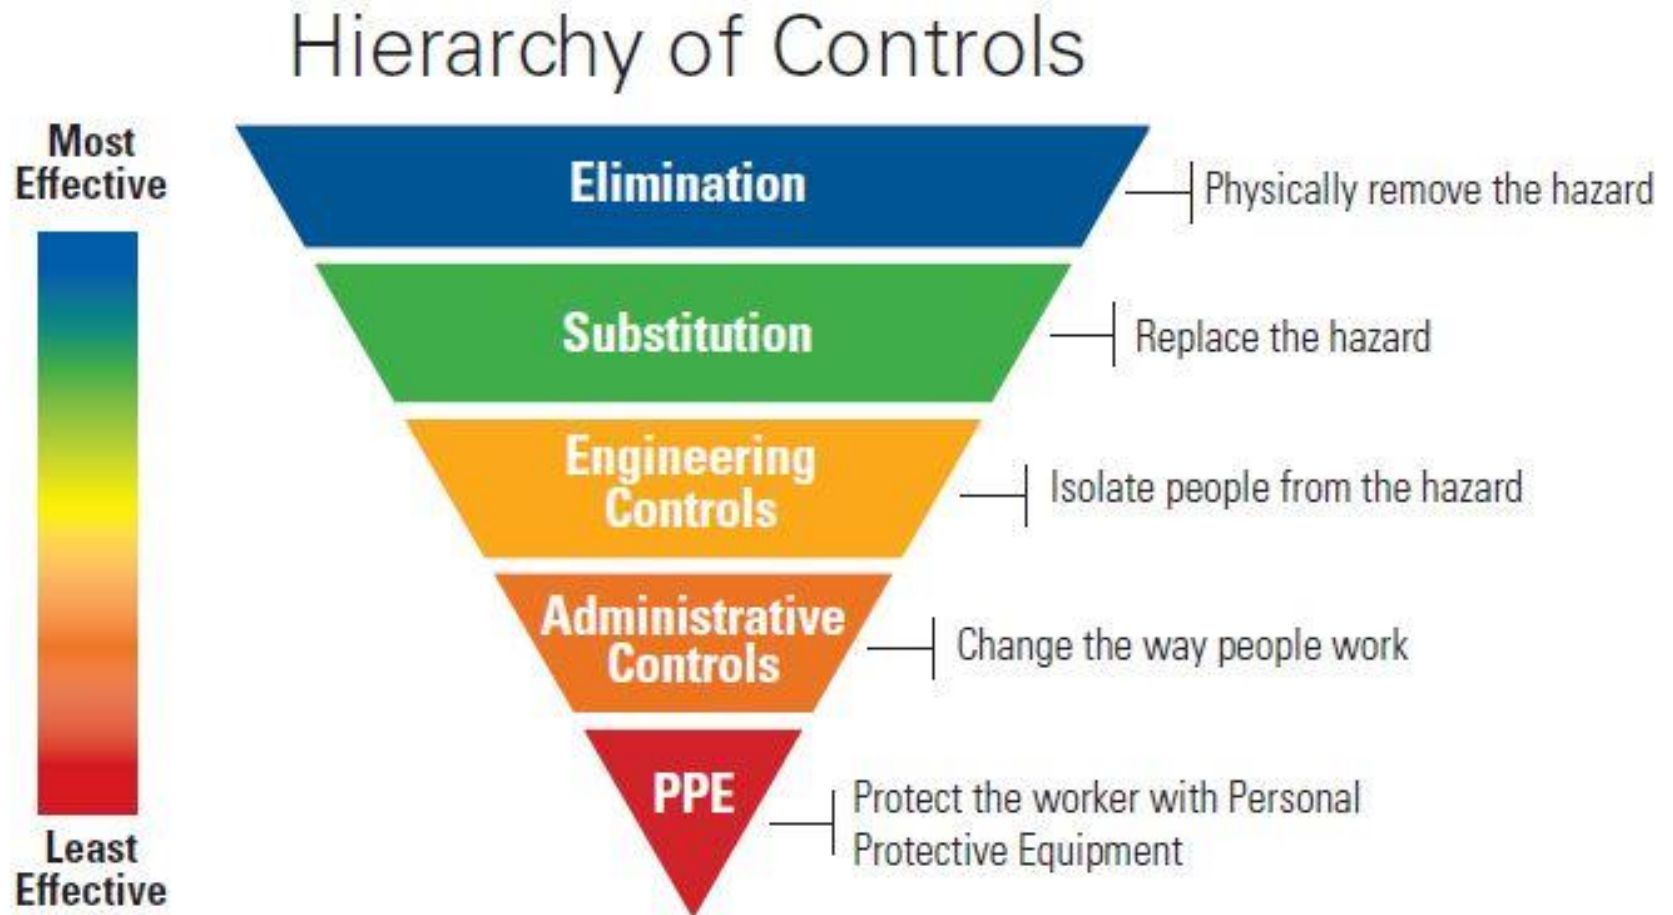 Hierarchy of Controls
Most
Effective
Elimination
Physically remove the hazard
Substitution
Replace the hazard
Engineering
Controls
Isolate people from the hazard
Administrative
Controls
Change the way people work
PPE
Protect the worker with Personal
Protective Equipment
Least
Effective